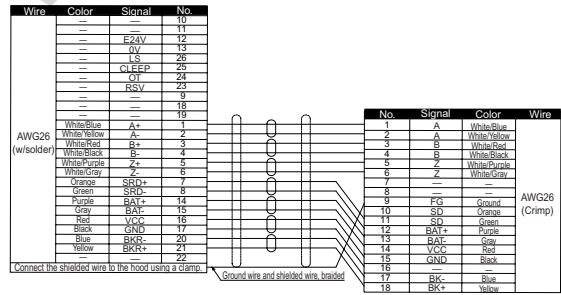 Wire Color Signal No.
— — 10
— — 11
— E24V 12
— 0V 13
— LS 26
— CLEEP 25
— OT 24
— RSV 23
— — 9
— — 18
— — 19
White/Blue A+ 1
White/Yellow A- 2
White/Red B+ 3
White/Black B- 4
White/Purple Z+ 5
White/Gray Z- 6
Orange SRD+ 7
Green SRD- 8
Purple BAT+ 14
Gray BAT- 15
Red VCC 16
Black GND 17
Blue BKR- 20
Yellow BKR+ 21
— — 22
AWG26
(w/solder)
Connect the shielded wire to the hood using a clamp.
Ground wire and shielded wire, braided
No. Signal Color Wire
1 A White/Blue
2 A White/Yellow
3 B White/Red
4 B White/Black
5 Z White/Purple
6 Z White/Gray
7 — —
8 — —
9 FG Ground
10 SD Orange
11 SD Green
12 BAT+ Purple
13 BAT- Gray
14 VCC Red
15 GND Black
16 — —
17 BK- Blue
18 BK+ Yellow
AWG26
(Crimp)